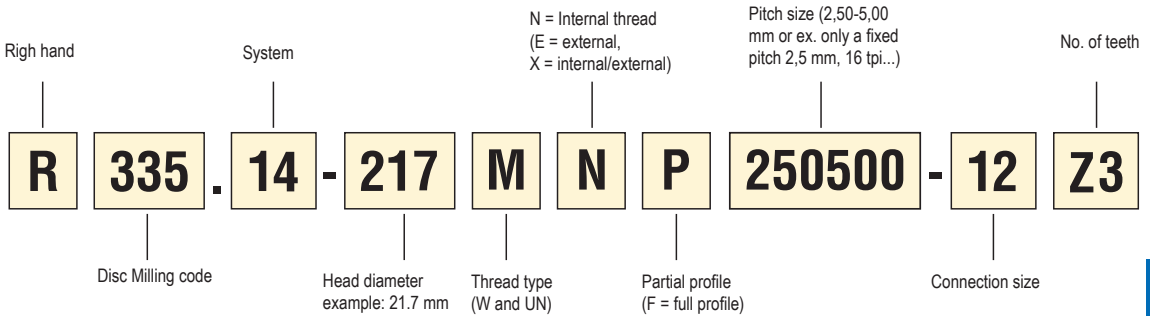 Righ hand
System
N = Internal thread
(E = external,
X = internal/external)
Pitch size (2,50-5,00
mm or ex. only a fixed
pitch 2,5 mm, 16 tpi...)
No. of teeth
R 335 . 14 - 217 M N P 250500 - 12 Z3
Disc Milling code
Head diameter
example: 21.7 mm
Thread type
(W and UN)
Partial profile
(F = full profile)
Connection size